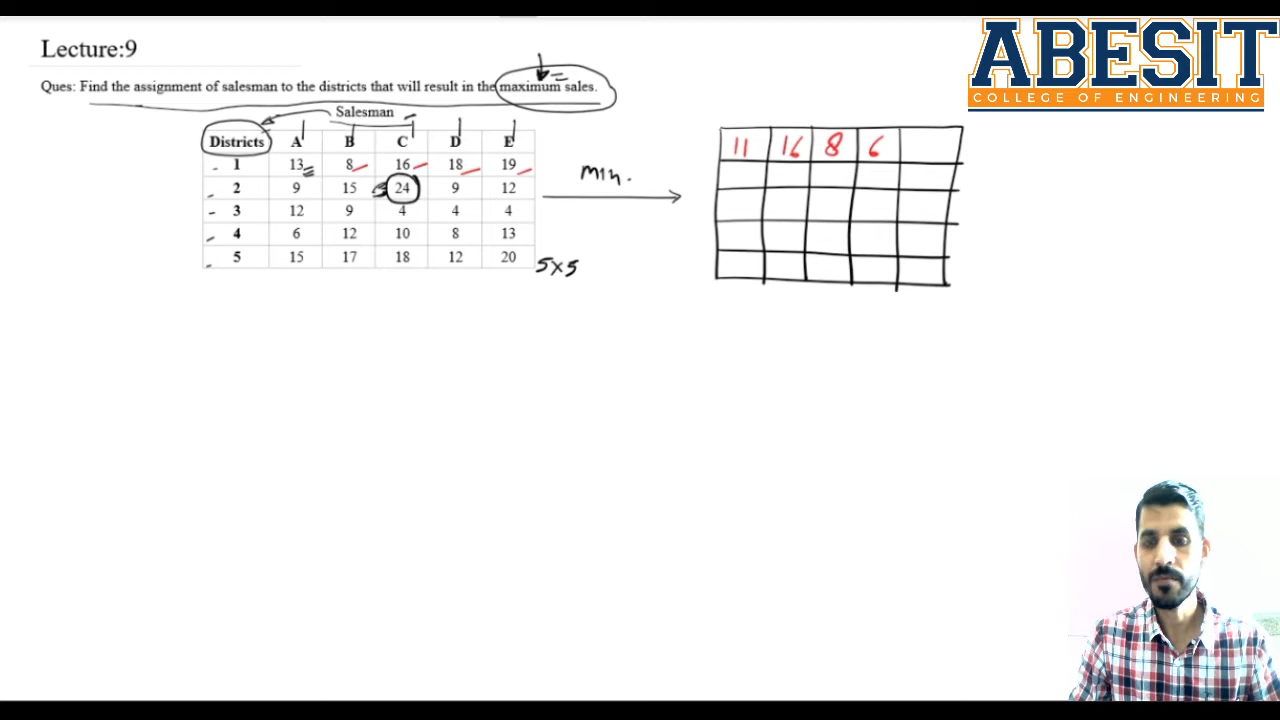 Lecture:9
ABESIT
COLLEGE OF ENGINEERING
Ques: Find the assignment of salesman to the districts that will result in the maximum sales.
Salesman
Districts A B C D E
1 13 8 16 18 19
2 9 15 24 9 12
3 12 9 4 4 4
4 6 12 10 8 13
5 15 17 18 12 20
5x5
min.
11 16 8 6